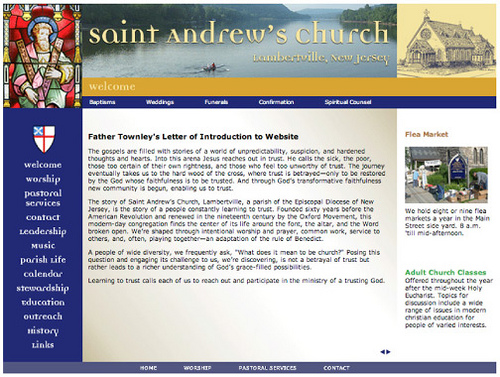 Saint Andrew's Church
Lambertville, New Jersey
welcome
Baptisms Weddings Funerals Confirmation Spiritual Counsel
welcome
worship
pastoral
services
contact
leadership
Music
parish life
calendar
stewardship
Education
outreach
History
Links
Father Townley's Letter of Introduction to Website
The gospels are filled with stories of a world of unpredictability, suspicion, and hardened
thoughts and hearts. Into this arena Jesus reaches out in trust. He calls the sick, the poor,
those too certain of their own rightness, and those who feel too unworthy of trust. The journey
eventually takes us to the hard wood of the cross, where trust is betrayed—only to be restored
by the God whose faithfulness is to be trusted. And through God's transformative faithfulness
new community is begun, enabling us to trust.
The story of Saint Andrew's Church, Lambertville, a parish of the Episcopal Diocese of New
Jersey, is the story of a people constantly learning to trust. Founded sixty years before the
American Revolution and renewed in the nineteenth century by the Oxford Movement, this
modern-day congregation finds the center of its life around the font, the altar, and the Word
broken open. We're shaped through intentional worship and prayer, common work, service to
others, and, often, playing together—an adaptation of the rule of Benedict.
A people of wide diversity, we frequently ask, "What does it mean to be church?" Posing this
question and engaging its challenge to us, we're discovering, is not a betrayal of trust but
rather leads to a richer understanding of God's grace-filled possibilities.
Learning to trust calls each of us to reach out and participate in the ministry of a trusting God.
Flea Market
We hold eight or nine flea
markets a year in the Main
Street side yard. 8 a.m.
'till mid-afternoon.
Adult Church Classes
Offered throughout the year
after the mid-week Holy
Eucharist. Topics for
discussion include a wide
range of issues in modern
christian education for
people of varied interests.
HOME WORSHIP PASTORAL SERVICES CONTACT